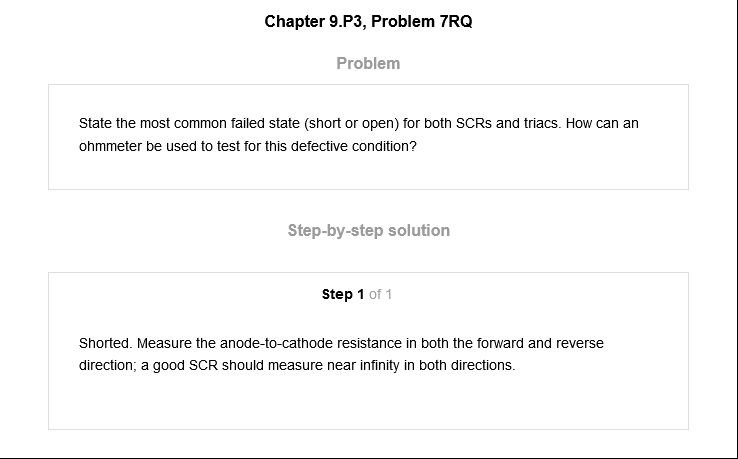 Chapter 9.P3, Problem 7RQ
Problem
State the most common failed state (short or open) for both SCRs and triacs. How can an
ohmmeter be used to test for this defective condition?
Step-by-step solution
Step 1 of 1
Shorted. Measure the anode-to-cathode resistance in both the forward and reverse
direction; a good SCR should measure near infinity in both directions.